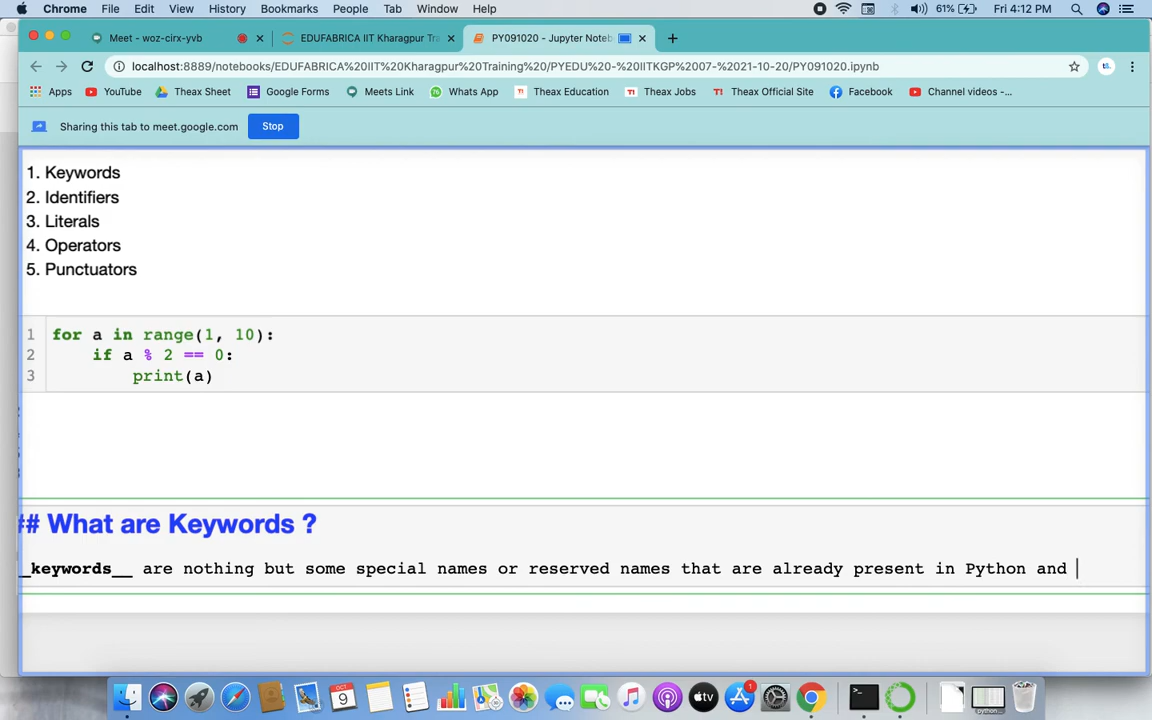 Chrome File Edit View History Bookmarks People Tab Window Help 61% Fri 4:12 PM
Meet - woz-cirx-yvb EDUFABRICA IIT Kharagpur Tra PY091020 - Jupyter Noteb
localhost:8889/notebooks/EDUFABRICA%20IIT%20Kharagpur%20Training%20/PYEDU%20-%20IITKGP%2007-%2021-10-20/PY091020.ipynb
Apps YouTube Theax Sheet Google Forms Meets Link Whats App Theax Education Theax Jobs Theax Official Site Facebook Channel videos -...
Sharing this tab to meet.google.com Stop
1. Keywords
2. Identifiers
3. Literals
4. Operators
5. Punctuators
1 for a in range(1, 10):
2 if a % 2 == 0:
3 print(a)
## What are Keywords ?
_keywords__ are nothing but some special names or reserved names that are already present in Python and
OCT
9
1